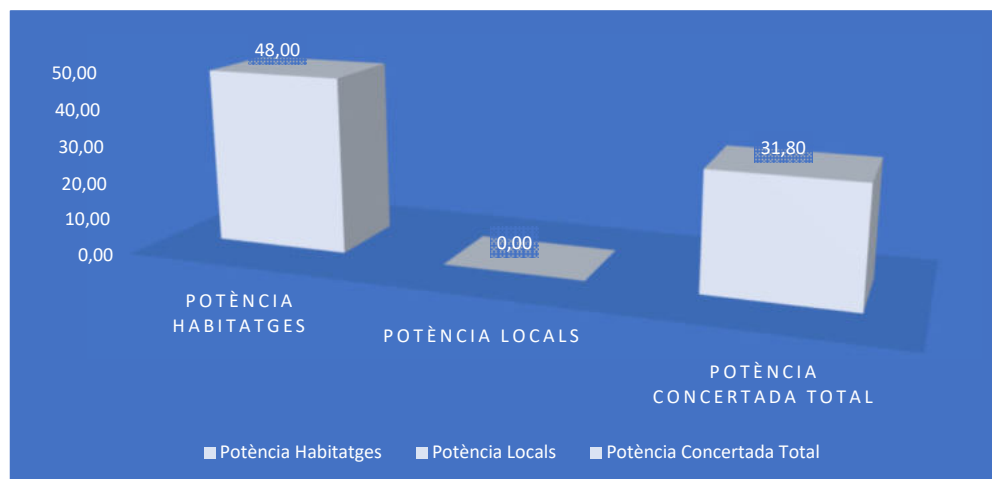 48,00
50,00
40,00
30,00
20,00
10,00
0,00
31,80
0,00
POTÈNCIA
HABITATGES
POTÈNCIA LOCALS
POTÈNCIA
CONCERTADA TOTAL
Potència Habitatges Potència Locals Potència Concertada Total